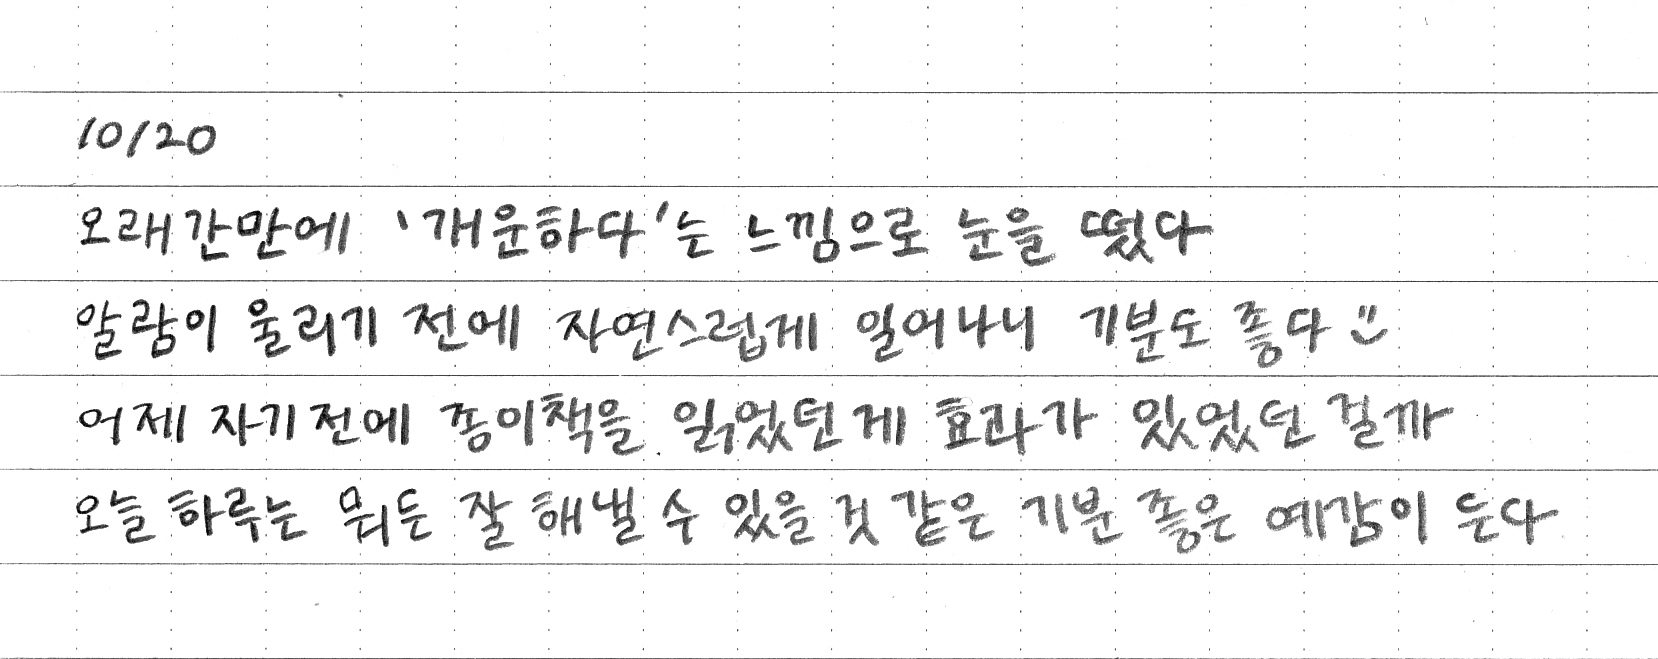 10/20
오래간만에 '개운하다'는 느낌으로 눈을 떴다
알람이 울리기 전에 자연스럽게 일어나니 기분도 좋다
어제 자기전에 종이책을 읽었던게 효과가 있었던 걸까
오늘 하루는 뭐든 잘 해낼 수 있을 것 같은 기분 좋은 예감이 든다